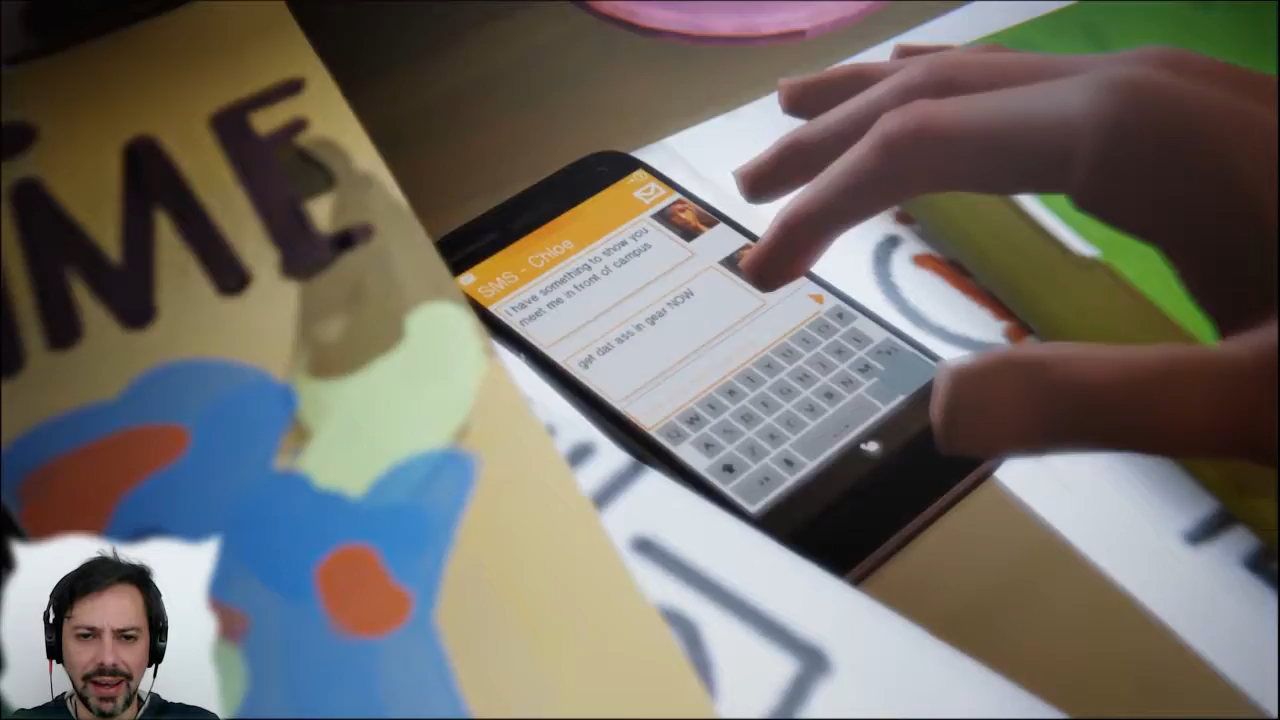 iME
SMS - Chloe
I have something to show you
meet me in front of campus
get dat ass in gear NOW